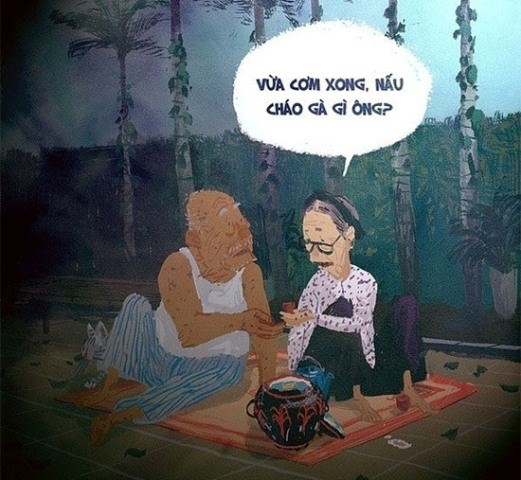 VỪA CƠM XONG, NẤU
CHÁO GÀ GÌ ÔNG?